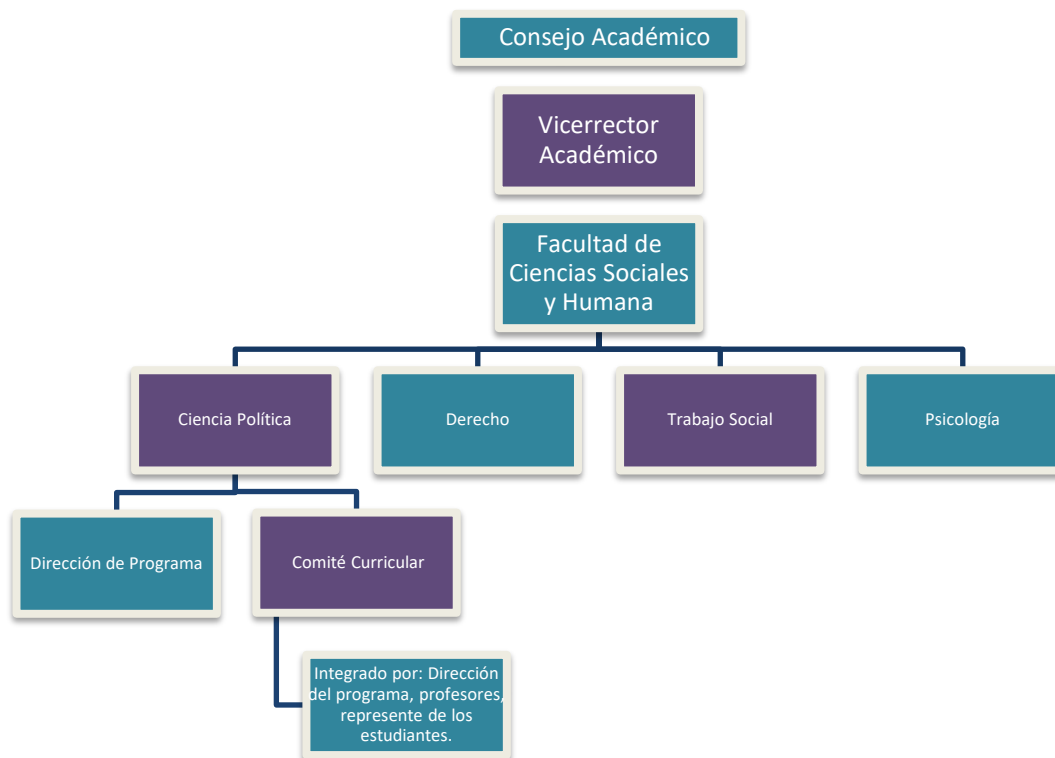 Consejo Académico
Vicerrector
Académico
Facultad de
Ciencias Sociales
y Humana
Ciencia Política
Derecho
Trabajo Social
Psicología
Dirección de Programa
Comité Curricular
Integrado por: Dirección
del programa, profesores,
represente de los
estudiantes.